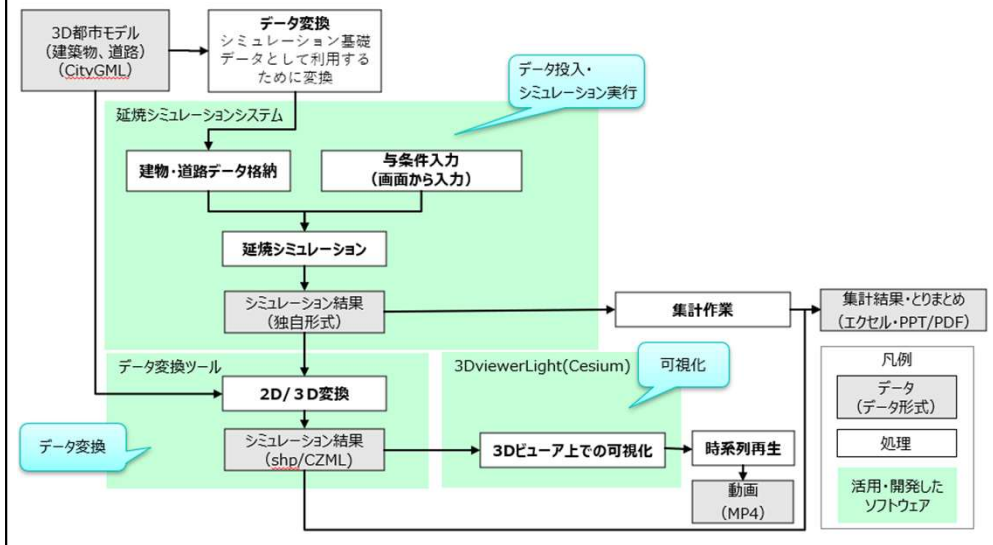 3D都市モデル
(建築物、道路)
(CityGML)
データ変換
シミュレーション基礎
データとして利用する
ために変換
データ投入・
シミュレーション実行
延焼シミュレーションシステム
建物・道路データ格納
与条件入力
(画面から入力)
延焼シミュレーション
シミュレーション結果
(独自形式)
集計作業
集計結果・とりまとめ
(エクセル・PPT/PDF)
データ変換ツール
3DviewerLight(Cesium)
可視化
凡例
データ
(データ形式)
処理
活用・開発した
ソフトウェア
2D/３D変換
データ変換
シミュレーション結果
(shp/CZML)
3Dビューア上での可視化
時系列再生
動画
(MP4)